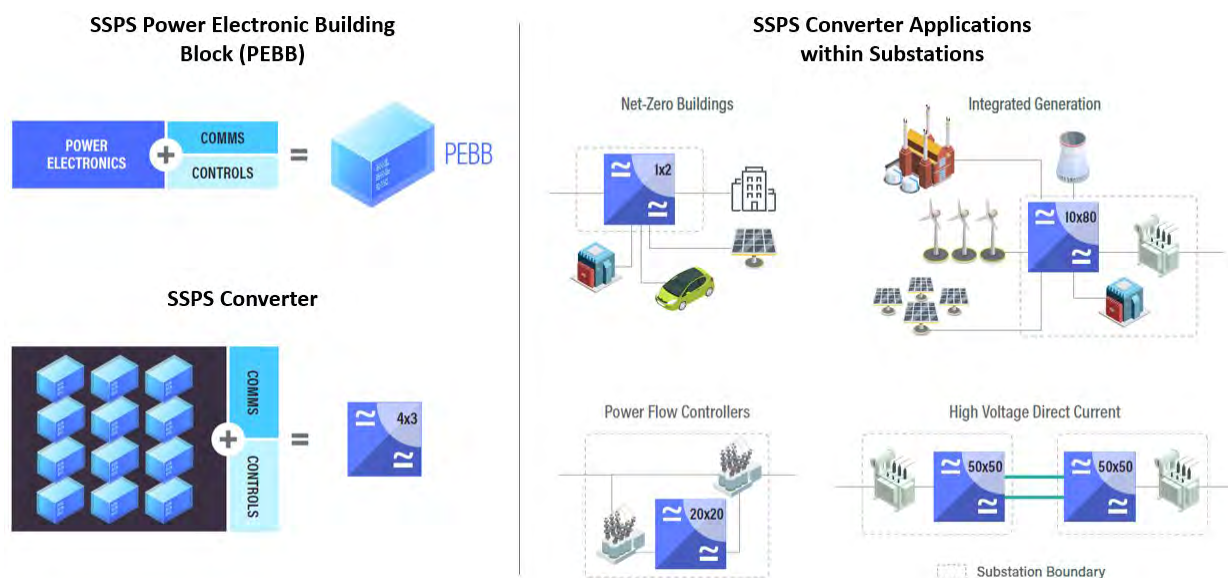 SSPS Power Electronic Building
Block (PEBB)
POWER
ELECTRONICS
+
COMMS
CONTROLS
=
PEBB
SSPS Converter
+
COMMS
CONTROLS
=
4x3
SSPS Converter Applications
within Substations
Net-Zero Buildings
1x2
Integrated Generation
10x80
Power Flow Controllers
20x20
High Voltage Direct Current
50x50
50x50
Substation Boundary